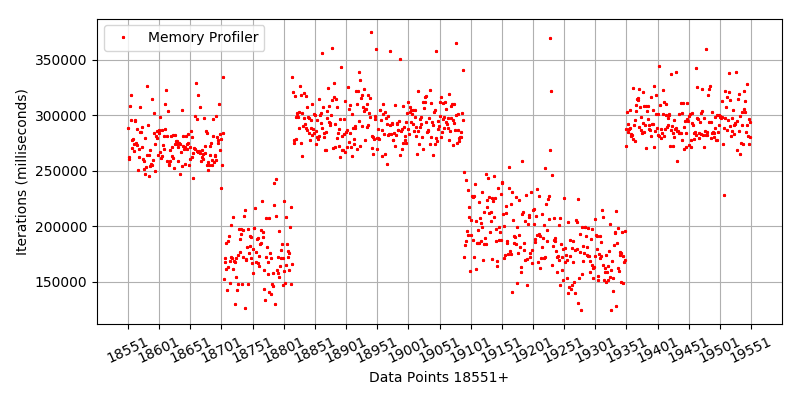 Memory Profiler
Iterations (milliseconds)
350000
300000
250000
200000
150000
18551 18601 18651 18701 18751 18801 18851 18901 18951 19001 19051 19101 19151 19201 19251 19301 19351 19401 19451 19501 19551
Data Points 18551+